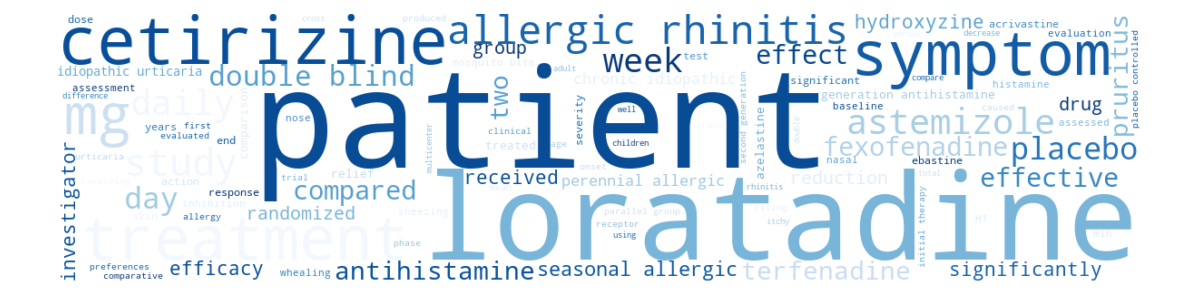 dose
cross
produced
cetirizine
allergic rhinitis
hydroxyzine
acrivastine
decrease
evaluation
pruritus
placebo controlled
group
mosquito bite
week
test
effect
symptom
idiopathic urticaria
double blind
adult
chronic idiopathic
significant
compare
histamine
assessment
difference
patient
two
severity
generation antihistamine
mg
daily
comparison
nose
years
first
evaluated
end
well
children
clinical
treated
age
multicenter
second generation
azelastine
baseline
caused
drug
assessed
astemizole
fexofenadine
placebo
nasal
ebastine
investigator
urticaria
study
trial
relief
onset
received
perennial allergic
rhinitis
reduction
total
effective
action
response
compared
day
inhibition
skin
allergy
randomized
sneezing
loratadine
parallel group
receptor
using
itchy
initial therapy
H1
min
treatment
phase
preferences
comparative
efficacy
whealing
antihistamine
seasonal allergic
terfenadine
significantly